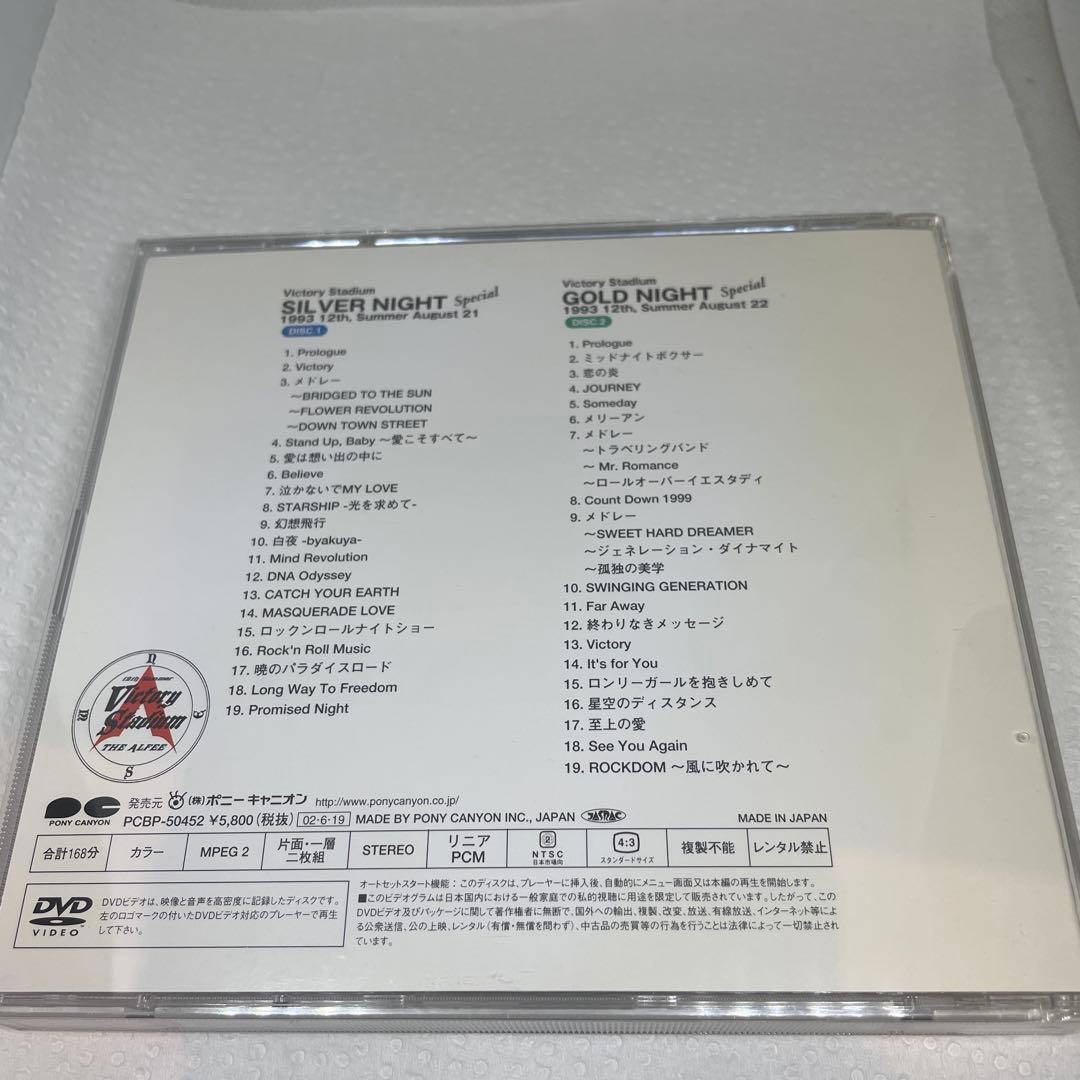 Victory Stadium
SILVER NIGHT Special
1993 12th, Summer August 21
DISC.1
1. Prologue
2. Victory
3. メドレー
～BRIDGED TO THE SUN
～FLOWER REVOLUTION
～DOWN TOWN STREET
4. Stand Up, Baby ～愛こそすべて～
5. 愛は想い出の中に
6. Believe
7. 泣かないでMY LOVE
8. STARSHIP -光を求めて-
9. 幻想飛行
10. 白夜 -byakuya-
11. Mind Revolution
12. DNA Odyssey
13. CATCH YOUR EARTH
14. MASQUERADE LOVE
15. ロックンロールナイトショー
16. Rock'n Roll Music
17. 暁のパラダイスロード
18. Long Way To Freedom
19. Promised Night
Victory Stadium
GOLD NIGHT Special
1993 12th, Summer August 22
DISC.2
1. Prologue
2. ミッドナイトボクサー
3. 恋の炎
4. JOURNEY
5. Someday
6. メリーアン
7. メドレー
～トラベリングバンド
～ Mr. Romance
～ロールオーバーイエスタディ
8. Count Down 1999
9. メドレー
～SWEET HARD DREAMER
～ジェネレーション・ダイナマイト
～孤独の美学
10. SWINGING GENERATION
11. Far Away
12. 終わりなきメッセージ
13. Victory
14. It's for You
15. ロンリーガールを抱きしめて
16. 星空のディスタンス
17. 至上の愛
18. See You Again
19. ROCKDOM ～風に吹かれて～
N
E
S
12th Summer
Victory
Stadium
THE ALFEE
PONY CANYON
発売元 (株)ポニーキャニオン http://www.ponycanyon.co.jp/
PCBP-50452 ¥5,800(税抜) 02・6・19 MADE BY PONY CANYON INC., JAPAN JASRAC MADE IN JAPAN
合計168分
カラー
MPEG 2
片面・一層
二枚組
STEREO
リニア
PCM
2
NTSC
日本市場向
4:3
スタンダードサイズ
複製不能
レンタル禁止
DVD
VIDEO
DVDビデオは、映像と音声を高密度に記録したディスクです。
左のロゴマークの付いたDVDビデオ対応のプレーヤーで再生
して下さい。
オートセットスタート機能：このディスクは、プレーヤーに挿入後、自動的にメニュー画面又は本編の再生を開始します。
■このビデオグラムは日本国内における一般家庭での私的視聴に用途を限定して販売されています。したがって、この
DVDビデオ及びパッケージに関して著作権者に無断で、国外への輸出、複製、改変、放送、有線放送、インターネット等によ
る公衆送信、公の上映、レンタル（有償・無償を問わず）、中古品の売買等の行為を行うことは法律によって一切禁止され
ています。